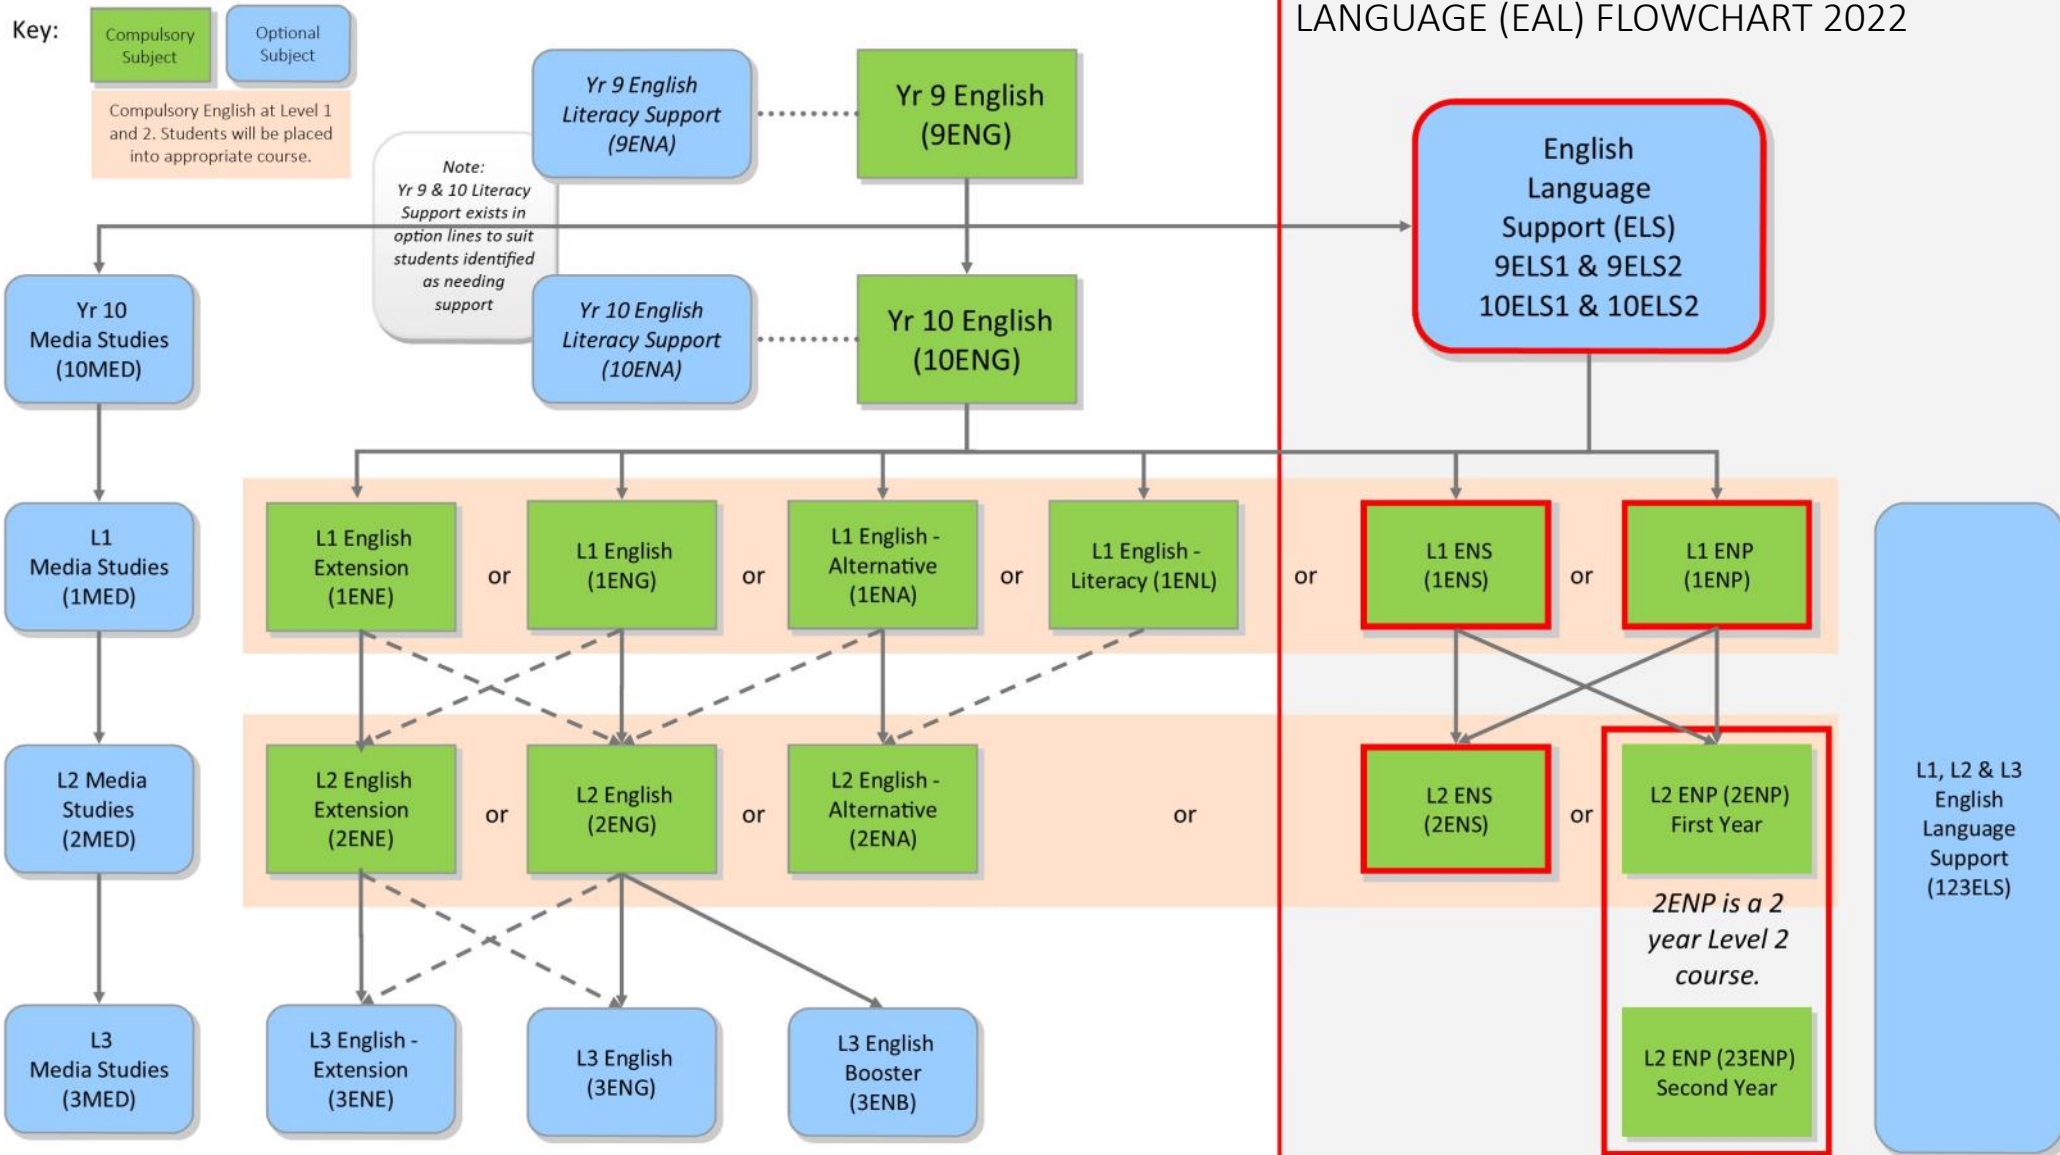 LANGUAGE (EAL) FLOWCHART 2022
Key:
Compulsory
Subject
Optional
Subject
Compulsory English at Level 1
and 2. Students will be placed
into appropriate course.
Note:
Yr 9 & 10 Literacy
Support exists in
option lines to suit
students identified
as needing
support
Yr 9 English
Literacy Support
(9ENA)
Yr 9 English
(9ENG)
English
Language
Support (ELS)
9ELS1 & 9ELS2
10ELS1 & 10ELS2
Yr 10
Media Studies
(10MED)
Yr 10 English
Literacy Support
(10ENA)
Yr 10 English
(10ENG)
L1
Media Studies
(1MED)
L1 English
Extension
(1ENE)
or
L1 English
(1ENG)
or
L1 English -
Alternative
(1ENA)
or
L1 English -
Literacy (1ENL)
or
L1 ENS
(1ENS)
or
L1 ENP
(1ENP)
L2 Media
Studies
(2MED)
L2 English
Extension
(2ENE)
or
L2 English
(2ENG)
or
L2 English -
Alternative
(2ENA)
or
L2 ENS
(2ENS)
or
L2 ENP (2ENP)
First Year
2ENP is a 2
year Level 2
course.
L2 ENP (23ENP)
Second Year
L1, L2 & L3
English
Language
Support
(123ELS)
L3
Media Studies
(3MED)
L3 English -
Extension
(3ENE)
L3 English
(3ENG)
L3 English
Booster
(3ENB)